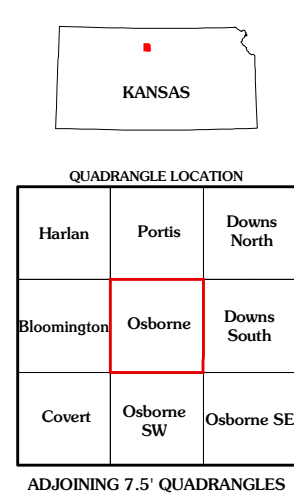 KANSAS
QUADRANGLE LOCATION
Harlan
Portis
Downs
North
Bloomington
Osborne
Downs
South
Covert
Osborne
SW
Osborne SE
ADJOINING 7.5' QUADRANGLES